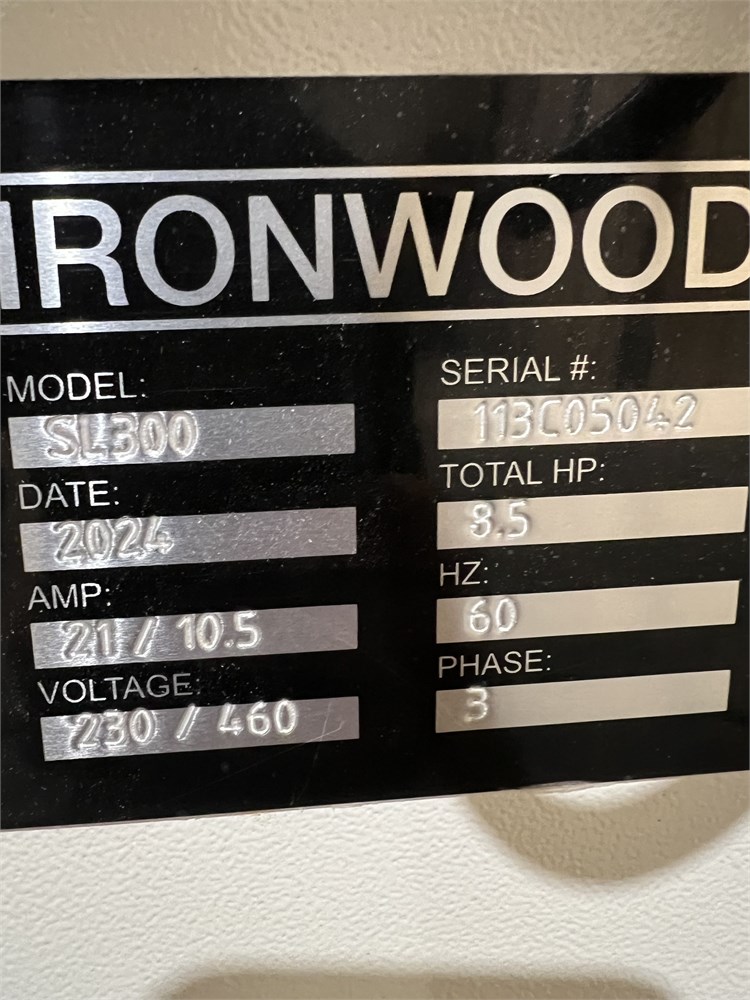 IRONWOOD
MODEL:
SL300
SERIAL #:
113C05042
DATE:
2024
TOTAL HP:
8.5
AMP:
21 / 10.5
HZ:
60
VOLTAGE:
230 / 460
PHASE:
3